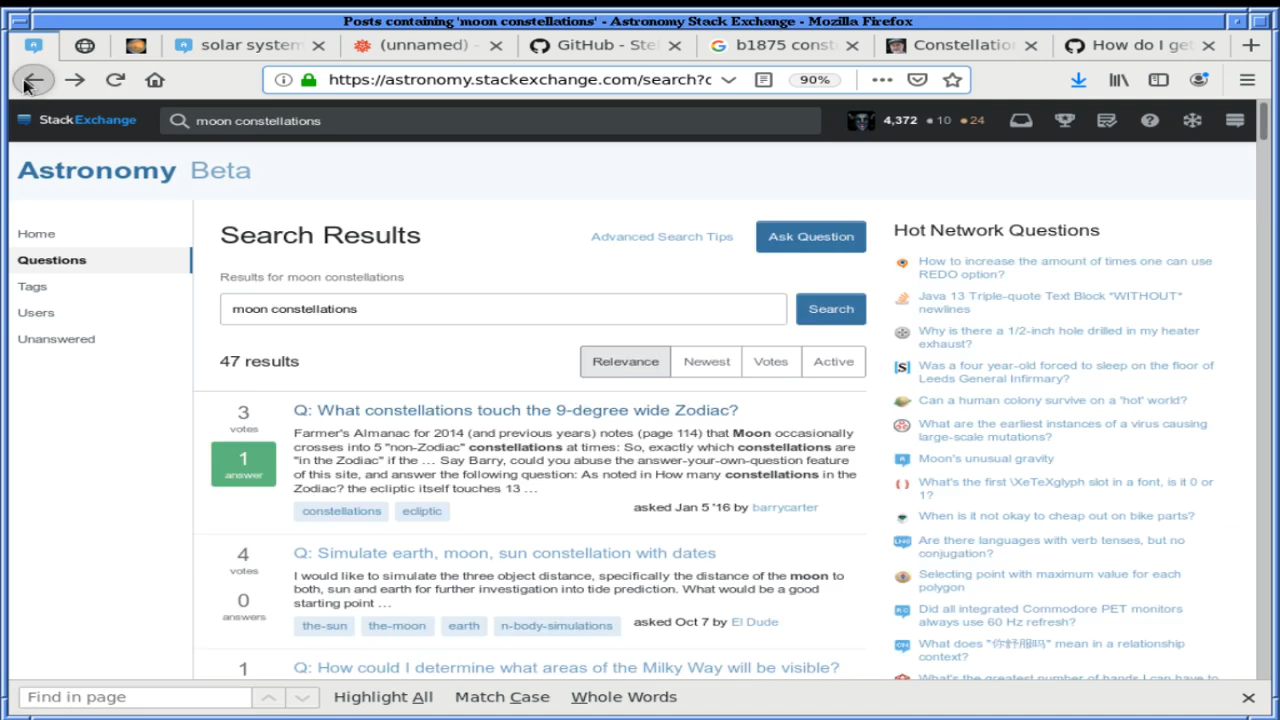 Posts containing 'moon constellations' - Astronomy Stack Exchange - Mozilla Firefox
solar system
(unnamed)
GitHub - Ste
b1875 const
Constellatio
How do I get
https://astronomy.stackexchange.com/search?c
90%
StackExchange
moon constellations
4,372
10
24
Astronomy Beta
Home
Questions
Tags
Users
Unanswered
Search Results
Advanced Search Tips
Ask Question
Results for moon constellations
moon constellations
Search
47 results
Relevance
Newest
Votes
Active
3
votes
1
answer
Q: What constellations touch the 9-degree wide Zodiac?
Farmer's Almanac for 2014 (and previous years) notes (page 114) that Moon occasionally
crosses into 5 "non-Zodiac" constellations at times: So, exactly which constellations are
"in the Zodiac" if the … Say Barry, could you abuse the answer-your-own-question feature
of this site, and answer the following question: As noted in How many constellations in the
Zodiac? the ecliptic itself touches 13 …
constellations
ecliptic
asked Jan 5 '16 by barrycarter
4
votes
0
answers
Q: Simulate earth, moon, sun constellation with dates
I would like to simulate the three object distance, specifically the distance of the moon to
both, sun and earth for further investigation into tide prediction. What would be a good
starting point …
the-sun
the-moon
earth
n-body-simulations
asked Oct 7 by El Dude
1
Q: How could I determine what areas of the Milky Way will be visible?
Hot Network Questions
How to increase the amount of times one can use
REDO option?
Java 13 Triple-quote Text Block *WITHOUT*
newlines
Why is there a 1/2-inch hole drilled in my heater
exhaust?
Was a four year-old forced to sleep on the floor of
Leeds General Infirmary?
Can a human colony survive on a 'hot' world?
What are the earliest instances of a virus causing
large-scale mutations?
Moon's unusual gravity
What's the first \XeTeXglyph slot in a font, is it 0 or
1?
When is it not okay to cheap out on bike parts?
Are there languages with verb tenses, but no
conjugation?
Selecting point with maximum value for each
polygon
Did all integrated Commodore PET monitors
always use 60 Hz refresh?
What does "你舒服吗" mean in a relationship
context?
What's the greatest number of hands I can have to
Find in page
Highlight All
Match Case
Whole Words